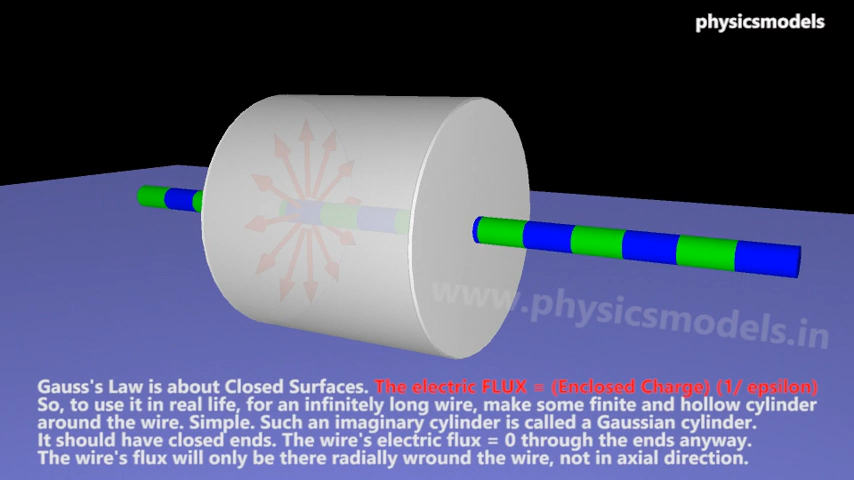 physicsmodels
www.physicsmodels.in
Gauss's Law is about Closed Surfaces. The electric FLUX = (Enclosed Charge) (1/ epsilon)
So, to use it in real life, for an infinitely long wire, make some finite and hollow cylinder
around the wire. Simple. Such an imaginary cylinder is called a Gaussian cylinder.
It should have closed ends. The wire's electric flux = 0 through the ends anyway.
The wire's flux will only be there radially wround the wire, not in axial direction.